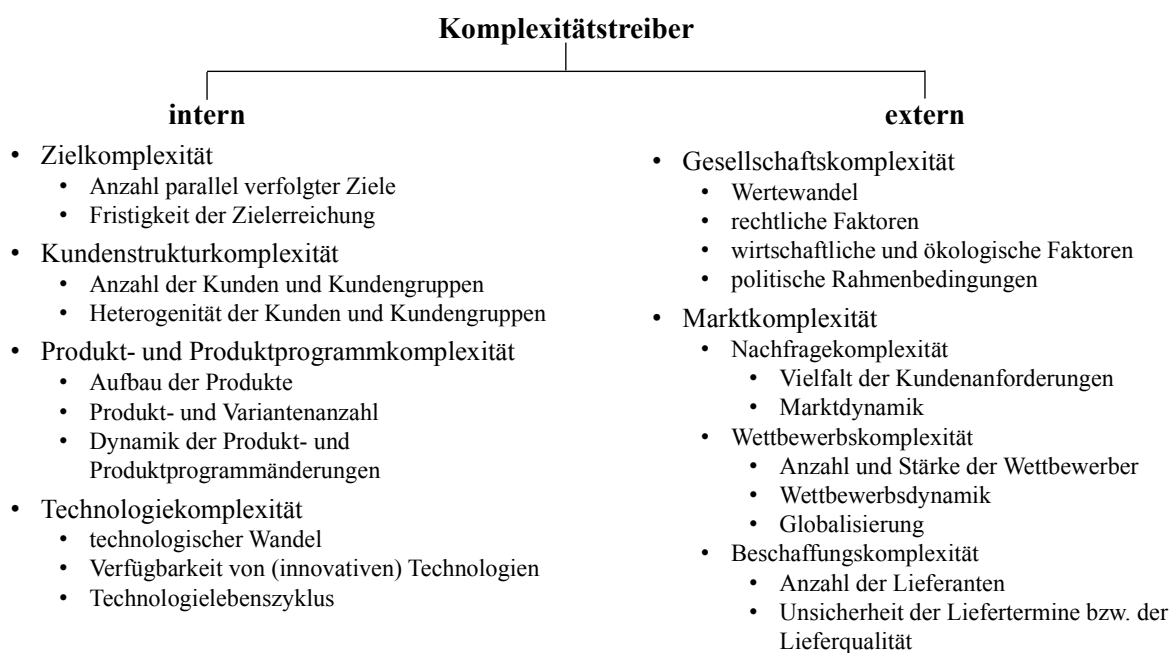 Komplexitätstreiber
intern
• Zielkomplexität
• Anzahl parallel verfolgter Ziele
• Fristigkeit der Zielerreichung
• Kundenstrukturkomplexität
• Anzahl der Kunden und Kundengruppen
• Heterogenität der Kunden und Kundengruppen
• Produkt- und Produktprogrammkomplexität
• Aufbau der Produkte
• Produkt- und Variantenanzahl
• Dynamik der Produkt- und
Produktprogrammänderungen
• Technologiekomplexität
• technologischer Wandel
• Verfügbarkeit von (innovativen) Technologien
• Technologielebenszyklus
extern
• Gesellschaftskomplexität
• Wertewandel
• rechtliche Faktoren
• wirtschaftliche und ökologische Faktoren
• politische Rahmenbedingungen
• Marktkomplexität
• Nachfragekomplexität
• Vielfalt der Kundenanforderungen
• Marktdynamik
• Wettbewerbskomplexität
• Anzahl und Stärke der Wettbewerber
• Wettbewerbsdynamik
• Globalisierung
• Beschaffungskomplexität
• Anzahl der Lieferanten
• Unsicherheit der Liefertermine bzw. der
Lieferqualität